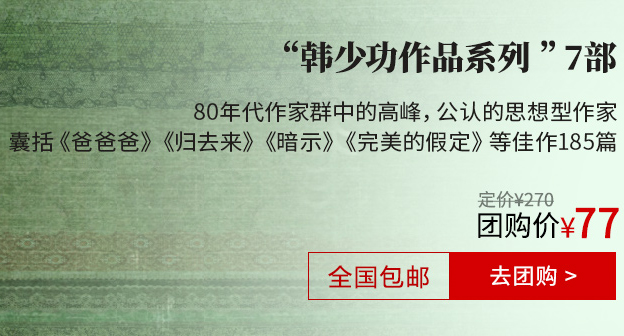 “韩少功作品系列 ” 7部
80年代作家群中的高峰，公认的思想型作家
囊括《爸爸爸》《归去来》《暗示》《完美的假定》等佳作185篇
定价¥270
团购价¥77
全国包邮 去团购 >